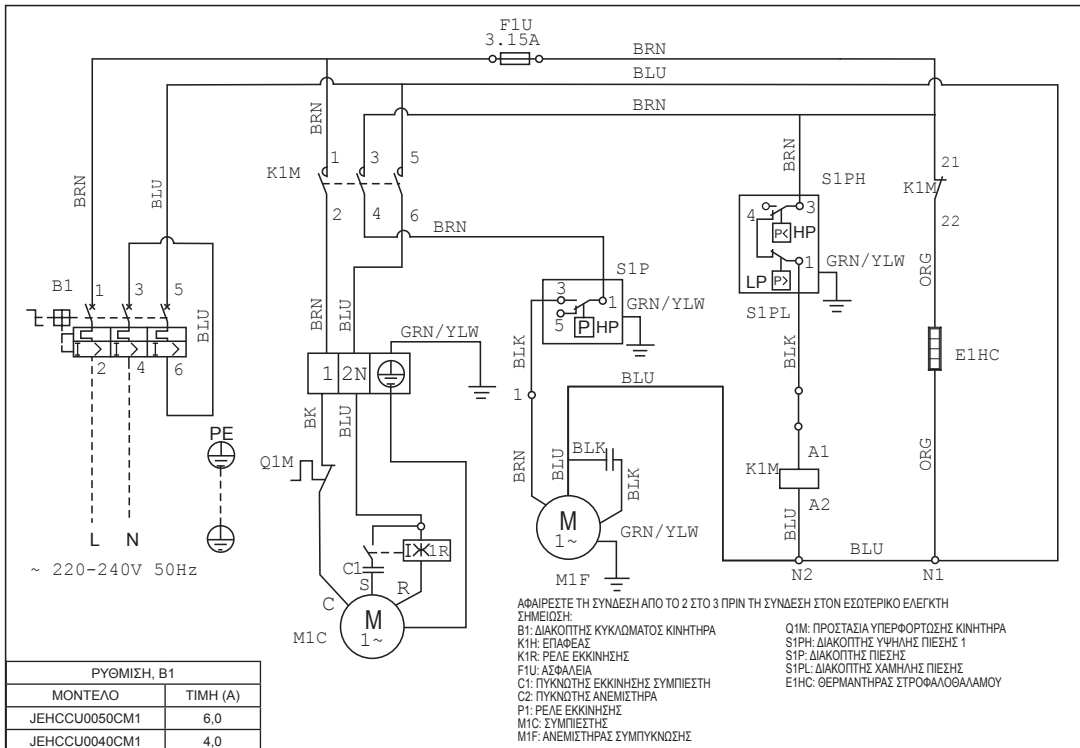 F1U
3.15A
BRN
BLU
BRN
BRN
BLU
BRN
1
3
5
K1M
2
4
6
BRN
BRN
21
S1PH
K1M
22
4
3
P<
HP
1
LP
P>
GRN/YLW
S1PL
ORG
B1
1
3
5
BLU
2
4
6
S1P
3
1
5
P
HP
GRN/YLW
BRN
BLU
GRN/YLW
1
2N
BLK
1
BLU
BLK
E1HC
PE
BK
BLU
Q1M
BRN
BLU
BLK
BLK
K1M
A1
A2
ORG
L
N
~ 220-240V 50Hz
C1
S
1R
R
C
M
1~
M1C
M
1~
GRN/YLW
M1F
BLU
BLU
N2
N1
ΑΦΑΙΡΕΣΤΕ ΤΗ ΣΥΝΔΕΣΗ ΑΠΟ ΤΟ 2 ΣΤΟ 3 ΠΡΙΝ ΤΗ ΣΥΝΔΕΣΗ ΣΤΟΝ ΕΣΩΤΕΡΙΚΟ ΕΛΕΓΚΤΗ
ΣΗΜΕΙΩΣΗ:
B1: ΔΙΑΚΟΠΤΗΣ ΚΥΚΛΩΜΑΤΟΣ ΚΙΝΗΤΗΡΑ
K1H: ΕΠΑΦΕΑΣ
K1R: ΡΕΛΕ ΕΚΚΙΝΗΣΗΣ
F1U: ΑΣΦΑΛΕΙΑ
C1: ΠΥΚΝΩΤΗΣ ΕΚΚΙΝΗΣΗΣ ΣΥΜΠΙΕΣΤΗ
C2: ΠΥΚΝΩΤΗΣ ΑΝΕΜΙΣΤΗΡΑ
P1: ΡΕΛΕ ΕΚΚΙΝΗΣΗΣ
M1C: ΣΥΜΠΙΕΣΤΗΣ
M1F: ΑΝΕΜΙΣΤΗΡΑΣ ΣΥΜΠΥΚΝΩΣΗΣ
Q1M: ΠΡΟΣΤΑΣΙΑ ΥΠΕΡΦΟΡΤΩΣΗΣ ΚΙΝΗΤΗΡΑ
S1PH: ΔΙΑΚΟΠΤΗΣ ΥΨΗΛΗΣ ΠΙΕΣΗΣ 1
S1P: ΔΙΑΚΟΠΤΗΣ ΠΙΕΣΗΣ
S1PL: ΔΙΑΚΟΠΤΗΣ ΧΑΜΗΛΗΣ ΠΙΕΣΗΣ
E1HC: ΘΕΡΜΑΝΤΗΡΑΣ ΣΤΡΟΦΑΛΟΘΑΛΑΜΟΥ
ΡΥΘΜΙΣΗ, B1
ΜΟΝΤΕΛΟ ΤΙΜΗ (A)
JEHCCU0050CM1 6,0
JEHCCU0040CM1 4,0